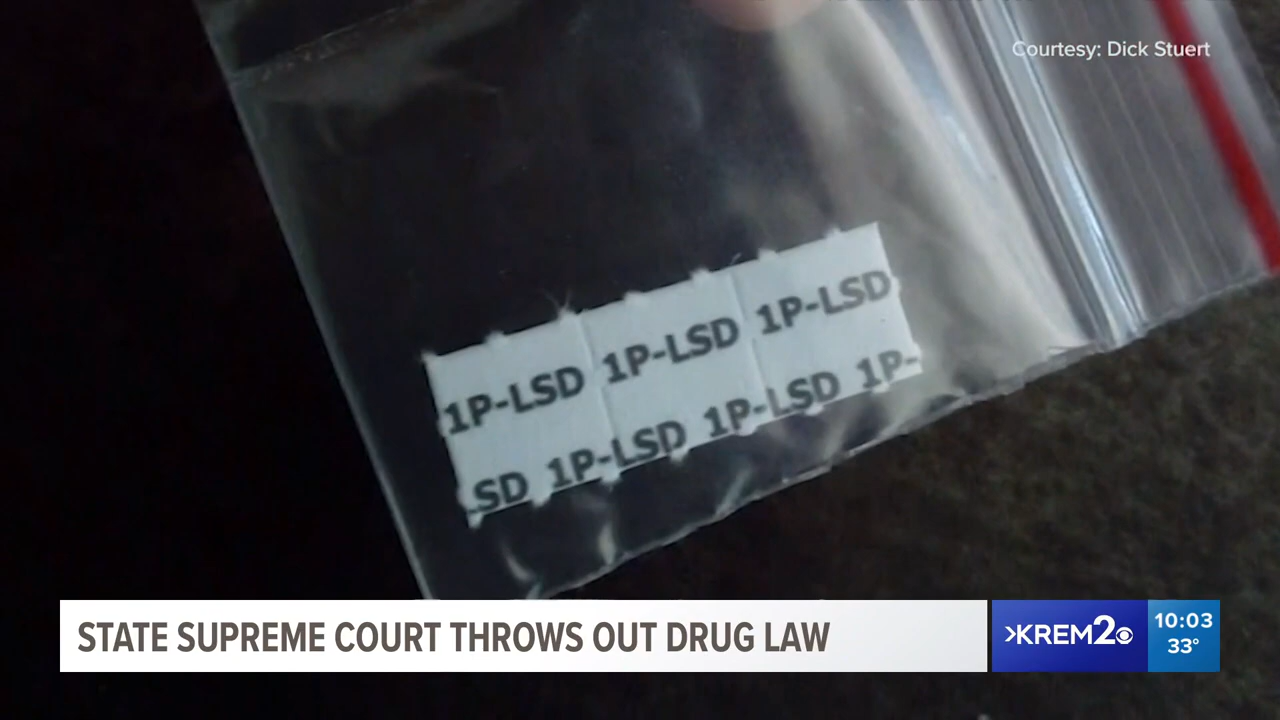 Courtesy: Dick Stuert
1P-LSD 1P-LSD 1P-LSD
LSD 1P-LSD 1P-LSD 1P-
STATE SUPREME COURT THROWS OUT DRUG LAW
KREM2
10:03
33°